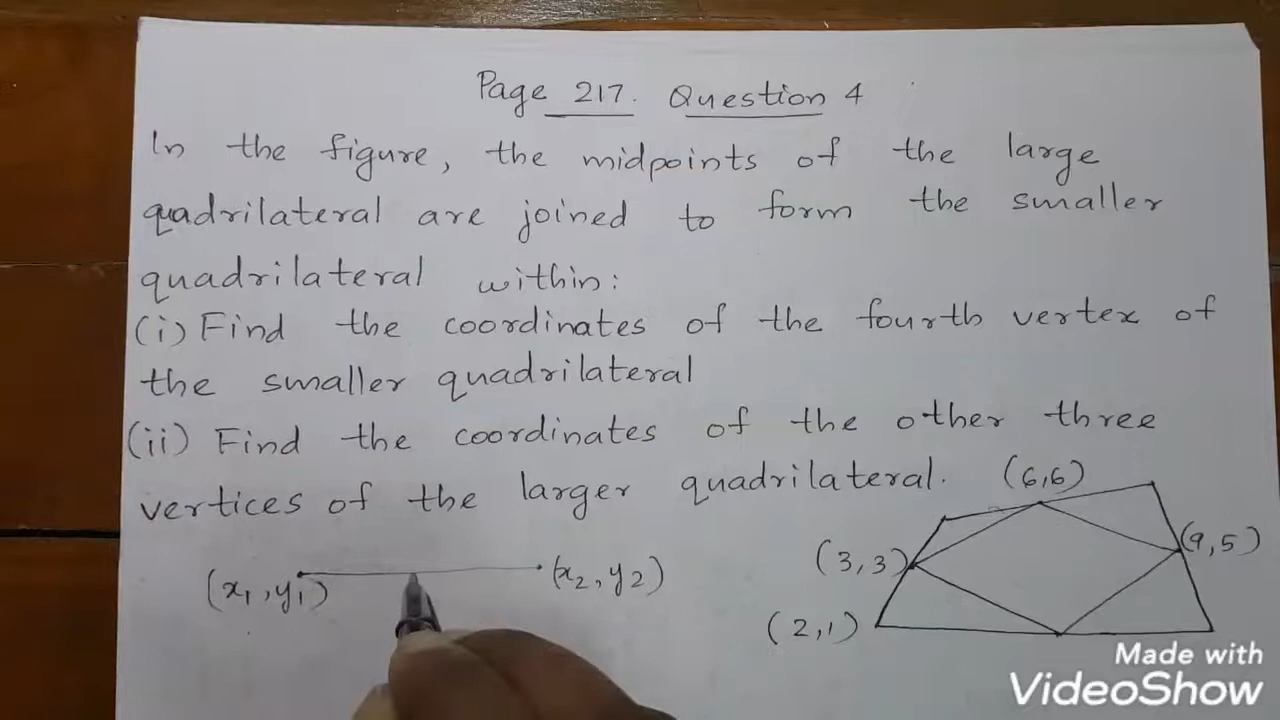 Page 217. Question 4
In the figure, the midpoints of the large
quadrilateral are joined to form the smaller
quadrilateral within:
(i) Find the coordinates of the fourth vertex of
the smaller quadrilateral
(ii) Find the coordinates of the other three
vertices of the larger quadrilateral.
(6,6)
(9,5)
(3,3)
(2,1)
(x₁,y₁)
(x₂,y₂)
Made with
VideoShow